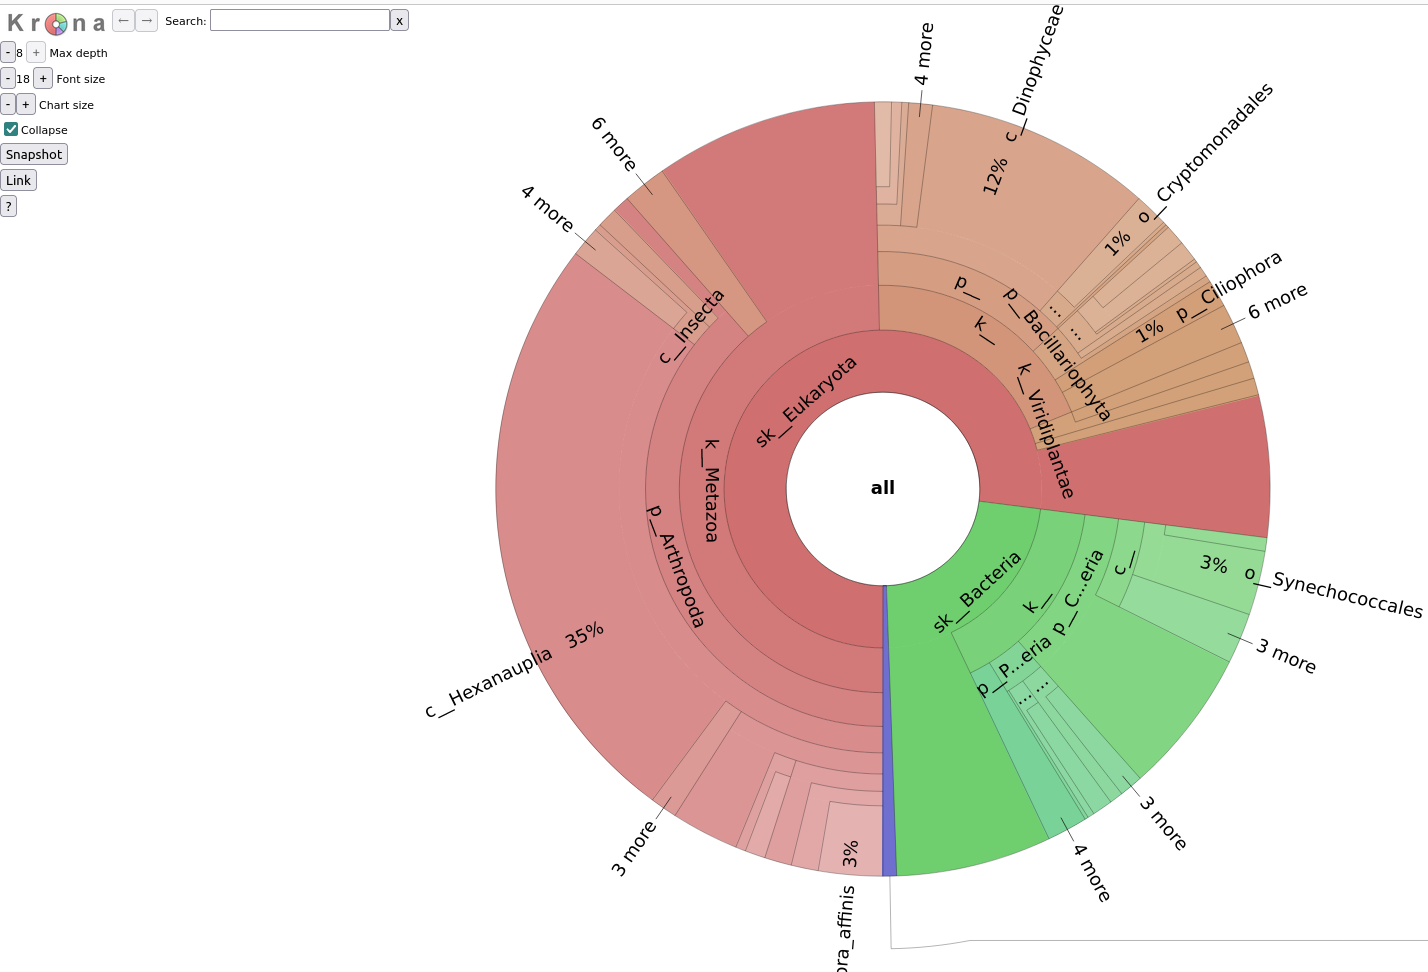 Krona ← → Search: x
- 8 + Max depth
- 18 + Font size
- + Chart size
Collapse
Snapshot
Link
?
4 more
c__Dinophyceae
12%
o__Cryptomonadales
1%
6 more
4 more
p__Ciliophora
1%
6 more
c__Insecta
p__
p__Bacillariophyta
...
...
k__
k__Viridiplantae
sk__Eukaryota
k__Metazoa
p__Arthropoda
all
35%
c__Hexanauplia
sk__Bacteria
k__
p__C...eria
c__
3%
o__Synechococcales
3 more
p__P...eria
...
...
3 more
4 more
3 more
3%
ora_affinis